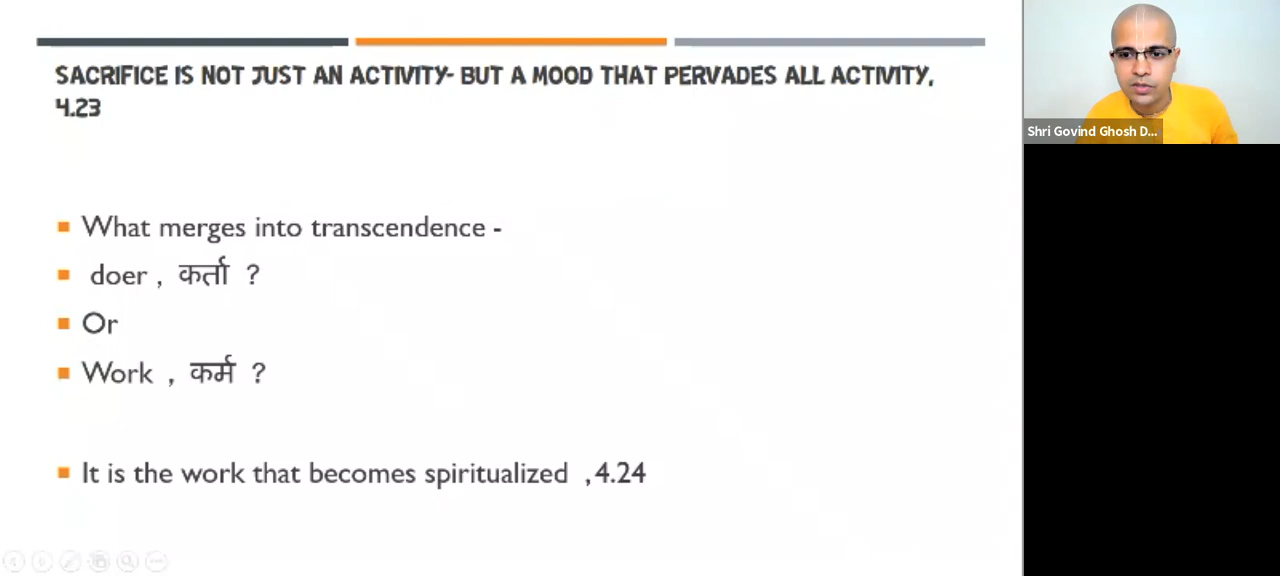 SACRIFICE IS NOT JUST AN ACTIVITY- BUT A MOOD THAT PERVADES ALL ACTIVITY,
4.23
What merges into transcendence -
doer , कर्ता ?
Or
Work , कर्म ?
It is the work that becomes spiritualized ,4.24
Shri Govind Ghosh D...